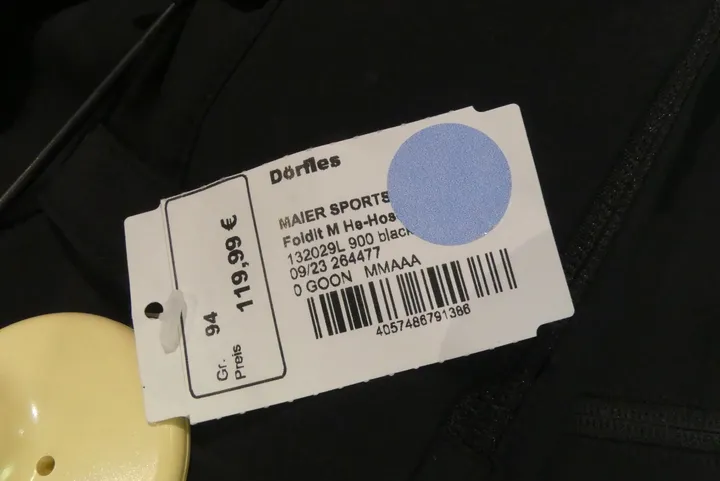 Dörfles
MAIER SPORTS
Foldit M He-Hos
132029L 900 black
09/23 264477
0 GOON MMAAA
4057486791386
Gr. 94
Preis 119,99 €